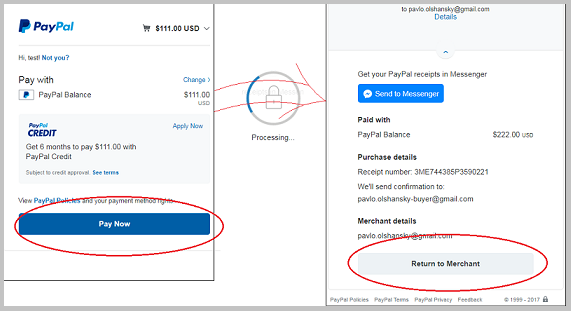 PayPal
$111.00 USD
Hi, test! Not you?
Pay with
Change
PayPal Balance
$111.00
USD
PayPal
CREDIT
Apply Now
Get 6 months to pay $111.00 with
PayPal Credit
Subject to credit approval. See terms
View PayPal Policies and your payment method rights.
Pay Now
Processing...
to pavlo.olshansky@gmail.com
Details
Get your PayPal receipts in Messenger
Send to Messenger
Paid with
PayPal Balance
$222.00 USD
Purchase details
Receipt number: 3ME744385P3590221
We'll send confirmation to:
pavlo.olshansky-buyer@gmail.com
Merchant details
pavlo.olshansky@gmail.com
Return to Merchant
PayPal Policies PayPal Terms PayPal Privacy Feedback © 1999 - 2017